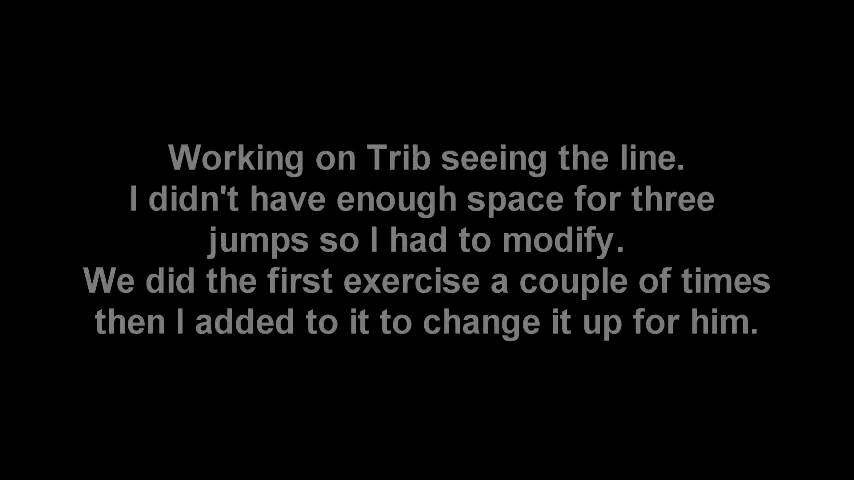 Working on Trib seeing the line.
I didn't have enough space for three
jumps so I had to modify.
We did the first exercise a couple of times
then I added to it to change it up for him.